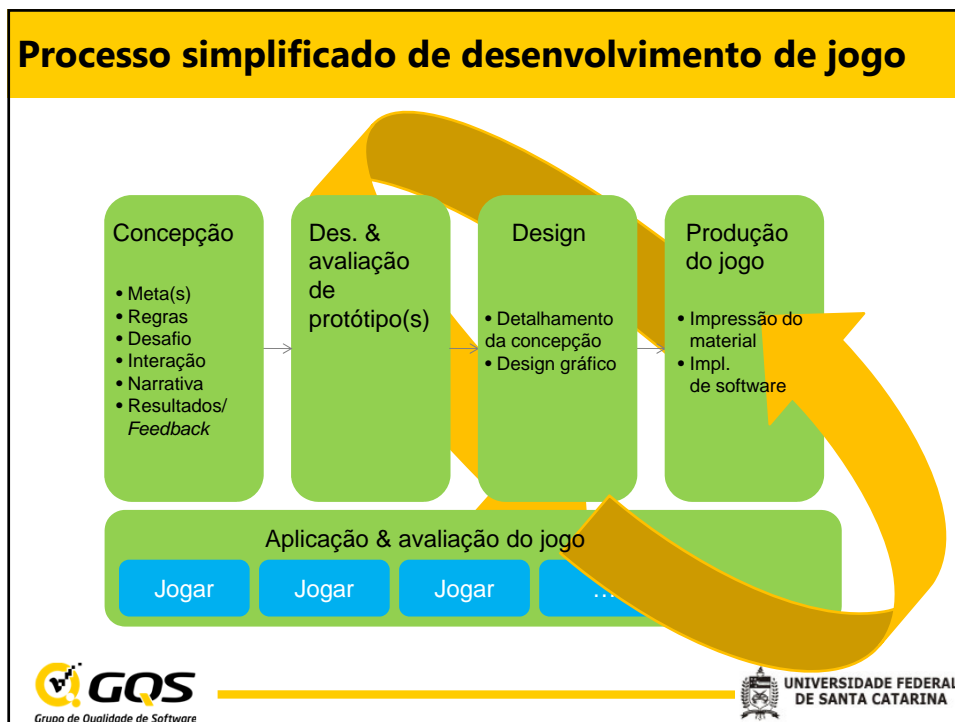 Processo simplificado de desenvolvimento de jogo
Concepção
• Meta(s)
• Regras
• Desafio
• Interação
• Narrativa
• Resultados/
Feedback
Des. &
avaliação
de
protótipo(s)
Design
• Detalhamento
da concepção
• Design gráfico
Produção
do jogo
• Impressão do
material
• Impl.
de software
Aplicação & avaliação do jogo
Jogar
Jogar
Jogar
...
GQS
Grupo de Qualidade de Software
UNIVERSIDADE FEDERAL
DE SANTA CATARINA